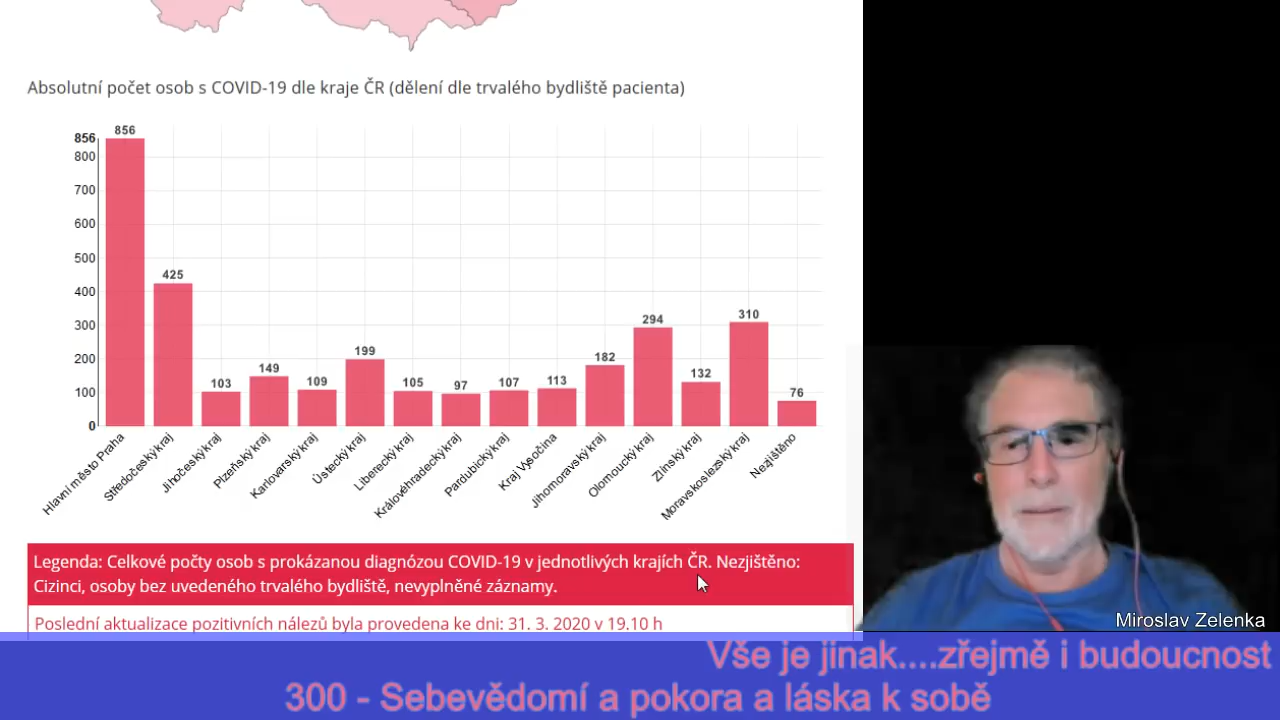 Absolutní počet osob s COVID-19 dle kraje ČR (dělení dle trvalého bydliště pacienta)
856
800
700
600
500
400
300
200
100
0
856
425
103
149
109
199
105
97
107
113
182
294
132
310
76
Hlavní město Praha
Středočeský kraj
Jihočeský kraj
Plzeňský kraj
Karlovarský kraj
Ústecký kraj
Liberecký kraj
Královéhradecký kraj
Pardubický kraj
Kraj Vysočina
Jihomoravský kraj
Olomoucký kraj
Zlínský kraj
Moravskoslezský kraj
Nezjištěno
Legenda: Celkové počty osob s prokázanou diagnózou COVID-19 v jednotlivých krajích ČR. Nezjištěno:
Cizinci, osoby bez uvedeného trvalého bydliště, nevyplněné záznamy.
Poslední aktualizace pozitivních nálezů byla provedena ke dni: 31. 3. 2020 v 19.10 h
Miroslav Zelenka
Vše je jinak....zřejmě i budoucnost
300 - Sebevědomí a pokora a láska k sobě